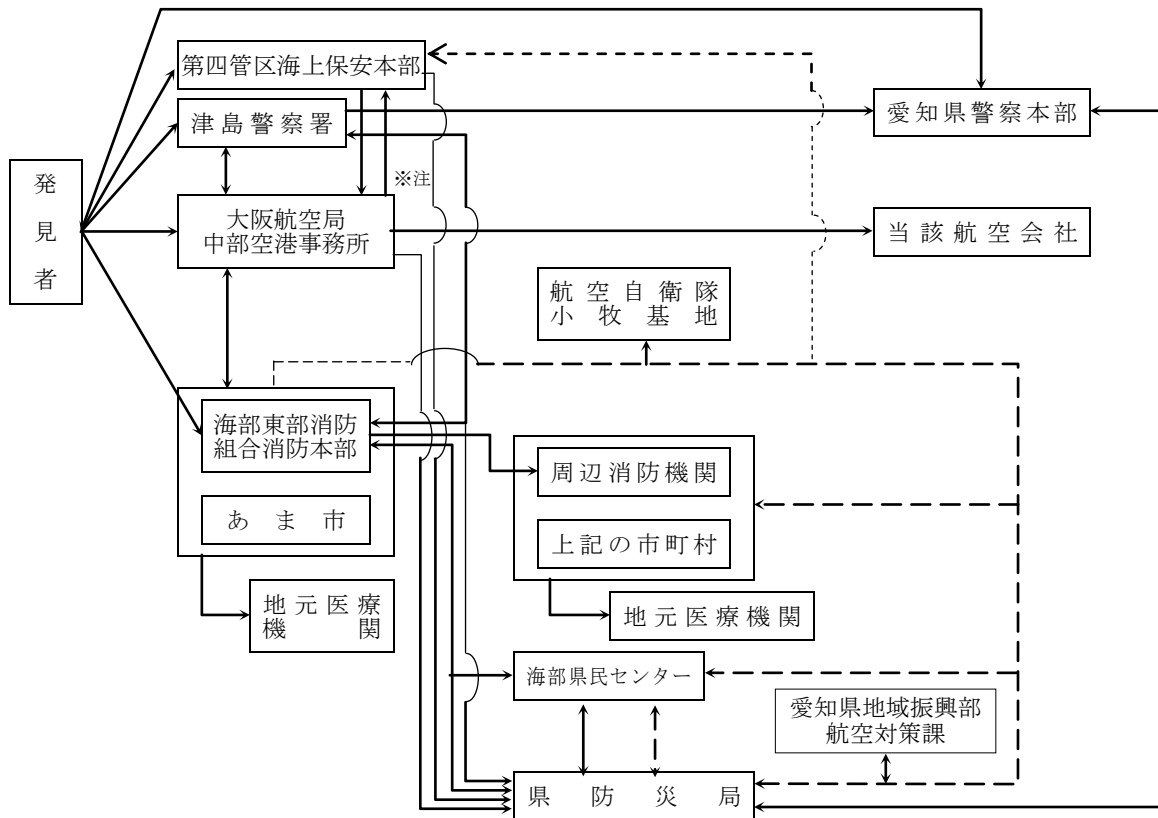 第四管区海上保安本部
津島警察署
愛知県警察本部
発
見
者
※注
大阪航空局
中部空港事務所
当該航空会社
航空自衛隊
小牧基地
海部東部消防
組合消防本部
周辺消防機関
あま市
上記の市町村
地元医療
機関
地元医療機関
海部県民センター
愛知県地域振興部
航空対策課
県防災局